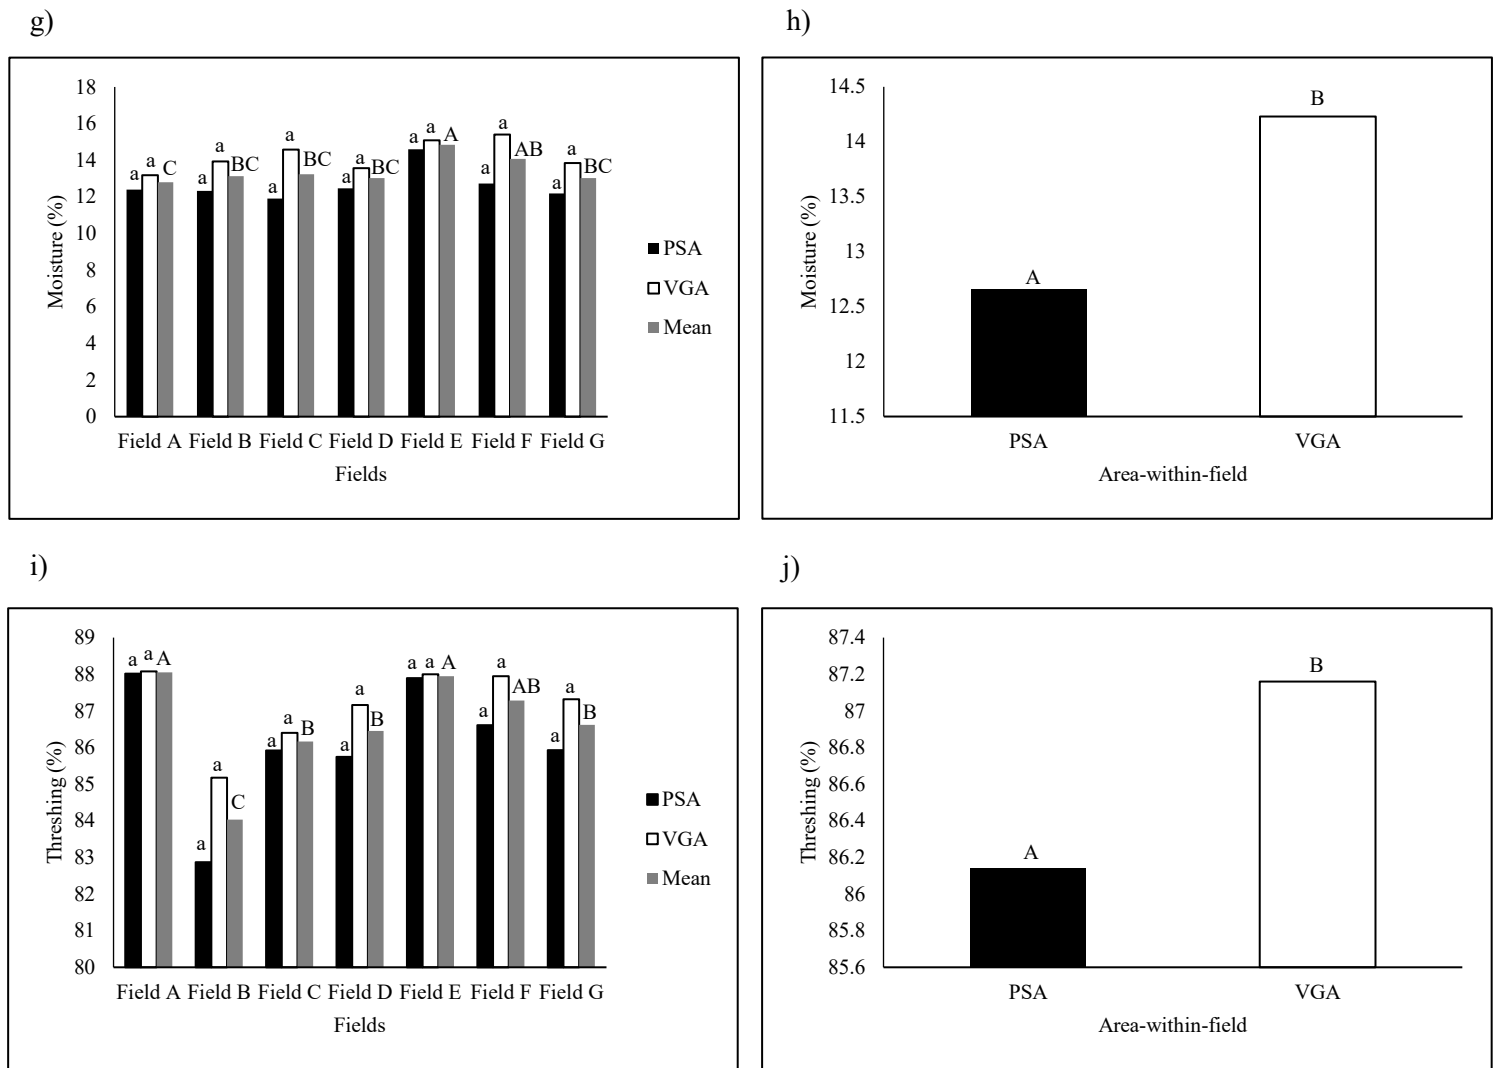 g)
18
16
14
12
10
8
6
4
2
0
Moisture (%)
a a C
a a BC
a a BC
a a BC
a a A
a a AB
a a BC
Field A Field B Field C Field D Field E Field F Field G
Fields
PSA
VGA
Mean
h)
14.5
14
13.5
13
12.5
12
11.5
Moisture (%)
A
B
PSA VGA
Area-within-field
i)
89
88
87
86
85
84
83
82
81
80
Threshing (%)
a a A
a a C
a a B
a a B
a a A
a a AB
a a B
Field A Field B Field C Field D Field E Field F Field G
Fields
PSA
VGA
Mean
j)
87.4
87.2
87
86.8
86.6
86.4
86.2
86
85.8
85.6
Threshing (%)
A
B
PSA VGA
Area-within-field